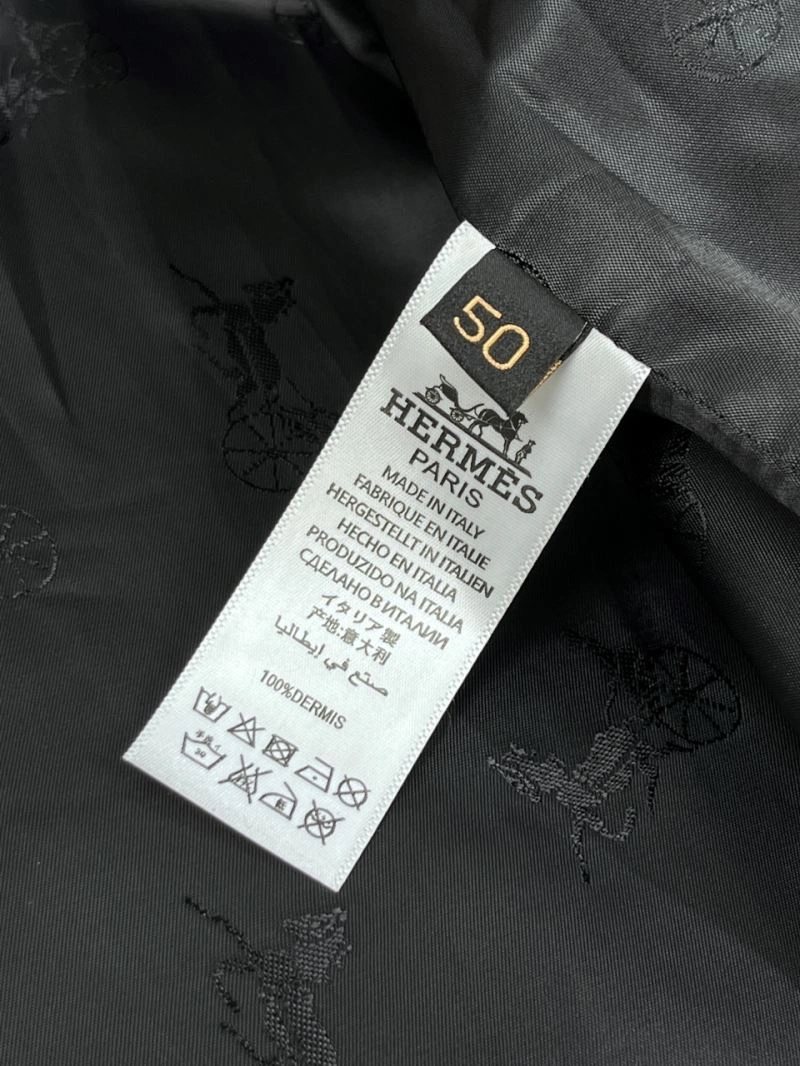 50
HERMÈS
PARIS
MADE IN ITALY
FABRIQUE EN ITALIE
HERGESTELLT IN ITALIEN
HECHO EN ITALIA
PRODUZIDO NA ITALIA
СДЕЛАНО В ИТАЛИИ
イタリア製
产地:意大利
صنع في إيطاليا
100%DERMIS
30